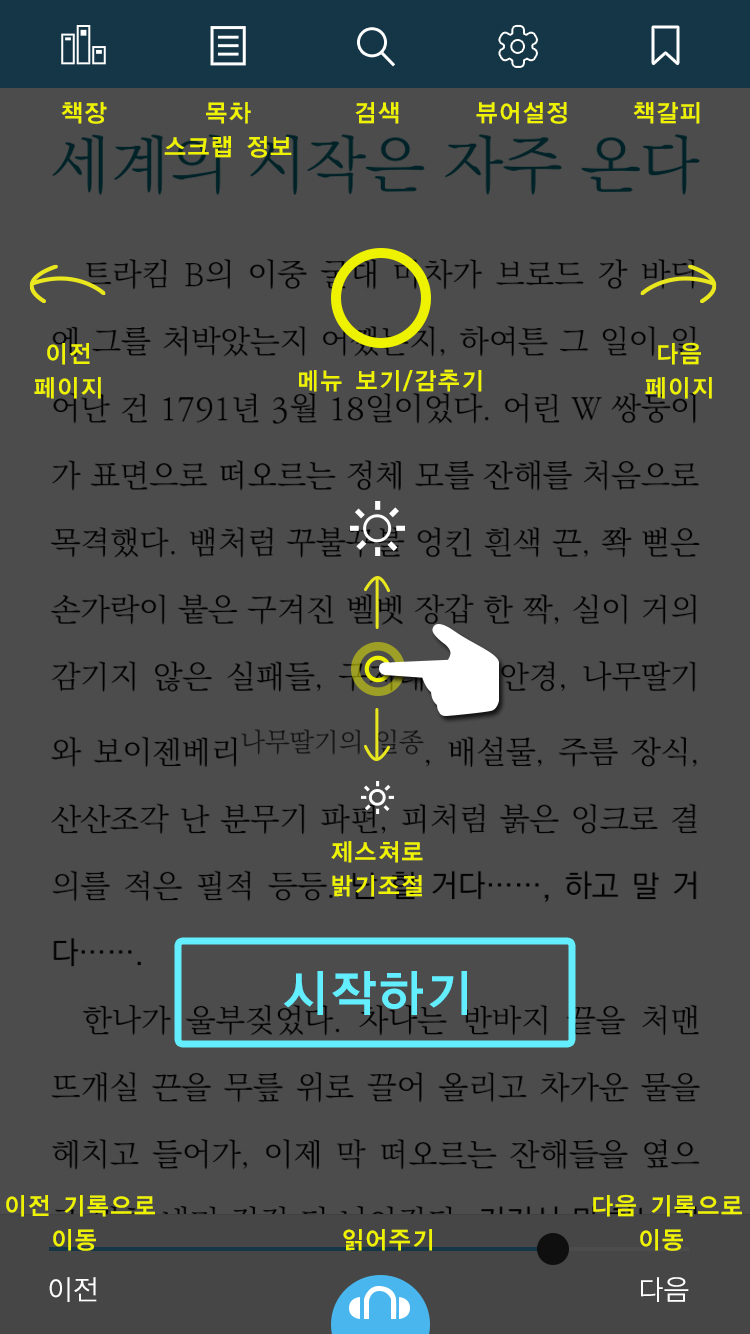 책장
목차
스크랩 정보
검색
뷰어설정
책갈피
세계의 시작은 자주 온다
이전
페이지
메뉴 보기/감추기
다음
페이지
트라킴 B의 이중 굴대 마차가 브로드 강 바닥
에 그를 처박았는지 어쨌는지, 하여튼 그 일이 일
어난 건 1791년 3월 18일이었다. 어린 W 쌍둥이
가 표면으로 떠오르는 정체 모를 잔해를 처음으로
목격했다. 뱀처럼 꾸불꾸불 엉킨 흰색 끈, 쫙 뻗은
손가락이 붙은 구겨진 벨벳 장갑 한 짝, 실이 거의
감기지 않은 실패들, 안경, 나무딸기
와 보이젠베리나무딸기의 일종, 배설물, 주름 장식,
산산조각 난 분무기 파편, 피처럼 붉은 잉크로 결
의를 적은 필적 등등. 난 할 거다……, 하고 말 거
다…….
제스쳐로
밝기조절
시작하기
한나가 울부짖었다. 차나는 반바지 끝을 처맨
뜨개실 끈을 무릎 위로 끌어 올리고 차가운 물을
헤치고 들어가, 이제 막 떠오르는 잔해들을 옆으
이전 기록으로
이동
읽어주기
다음 기록으로
이동
이전
다음